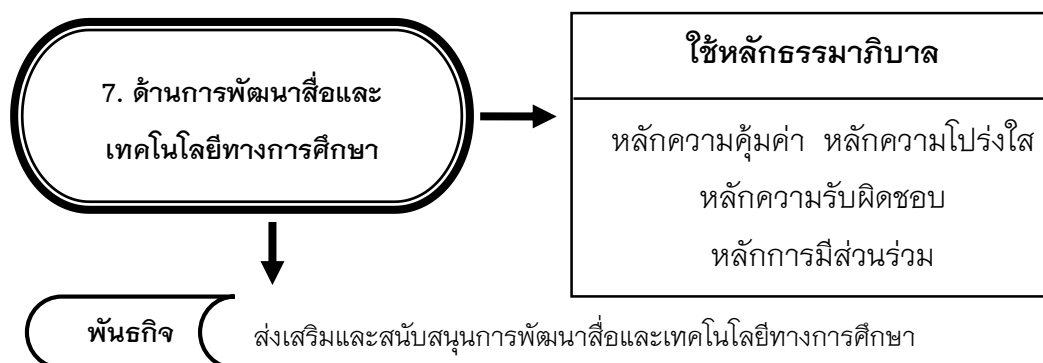 7. ด้านการพัฒนาสื่อและ
เทคโนโลยีทางการศึกษา
ใช้หลักธรรมาภิบาล
หลักความคุ้มค่า หลักความโปร่งใส
หลักความรับผิดชอบ
หลักการมีส่วนร่วม
พันธกิจ
ส่งเสริมและสนับสนุนการพัฒนาสื่อและเทคโนโลยีทางการศึกษา